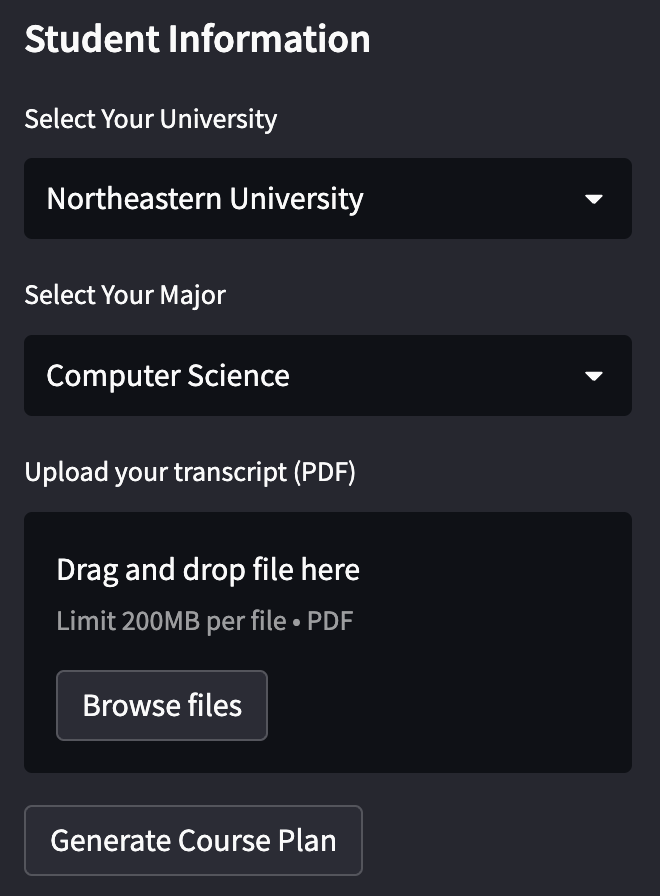 Student Information
Select Your University
Northeastern University
Select Your Major
Computer Science
Upload your transcript (PDF)
Drag and drop file here
Limit 200MB per file • PDF
Browse files
Generate Course Plan